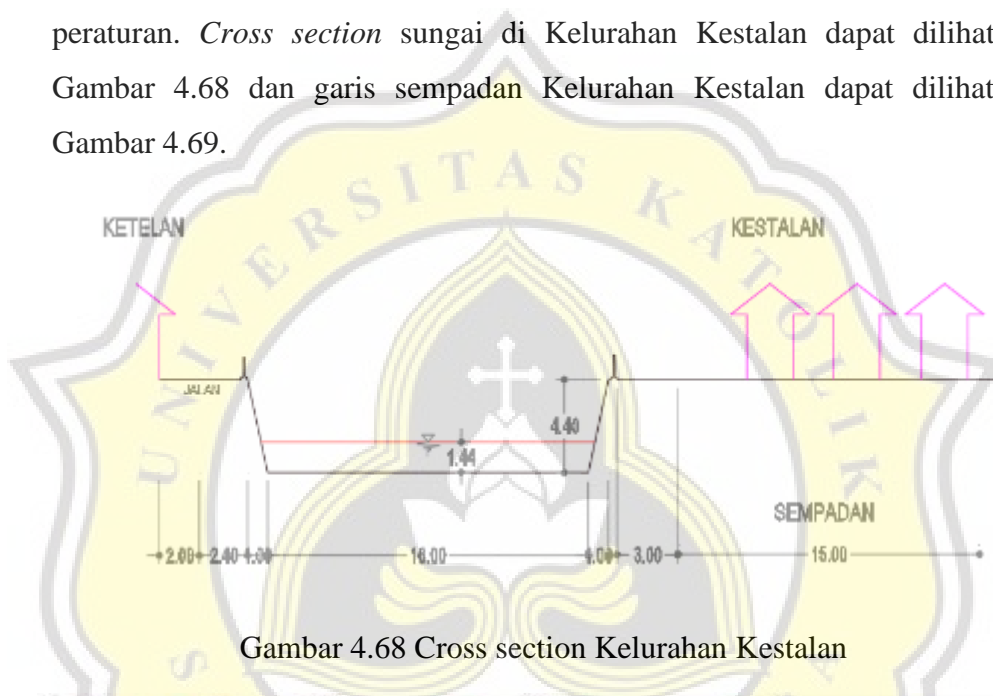 peraturan. Cross section sungai di Kelurahan Kestalan dapat dilihat
Gambar 4.68 dan garis sempadan Kelurahan Kestalan dapat dilihat
Gambar 4.69.
UNIVERSITAS KATOLIK
KETELAN
KESTALAN
JALAN
4.40
1.44
SEMPADAN
2.00 2.40 1.00 16.00 1.00 3.00 15.00
Gambar 4.68 Cross section Kelurahan Kestalan